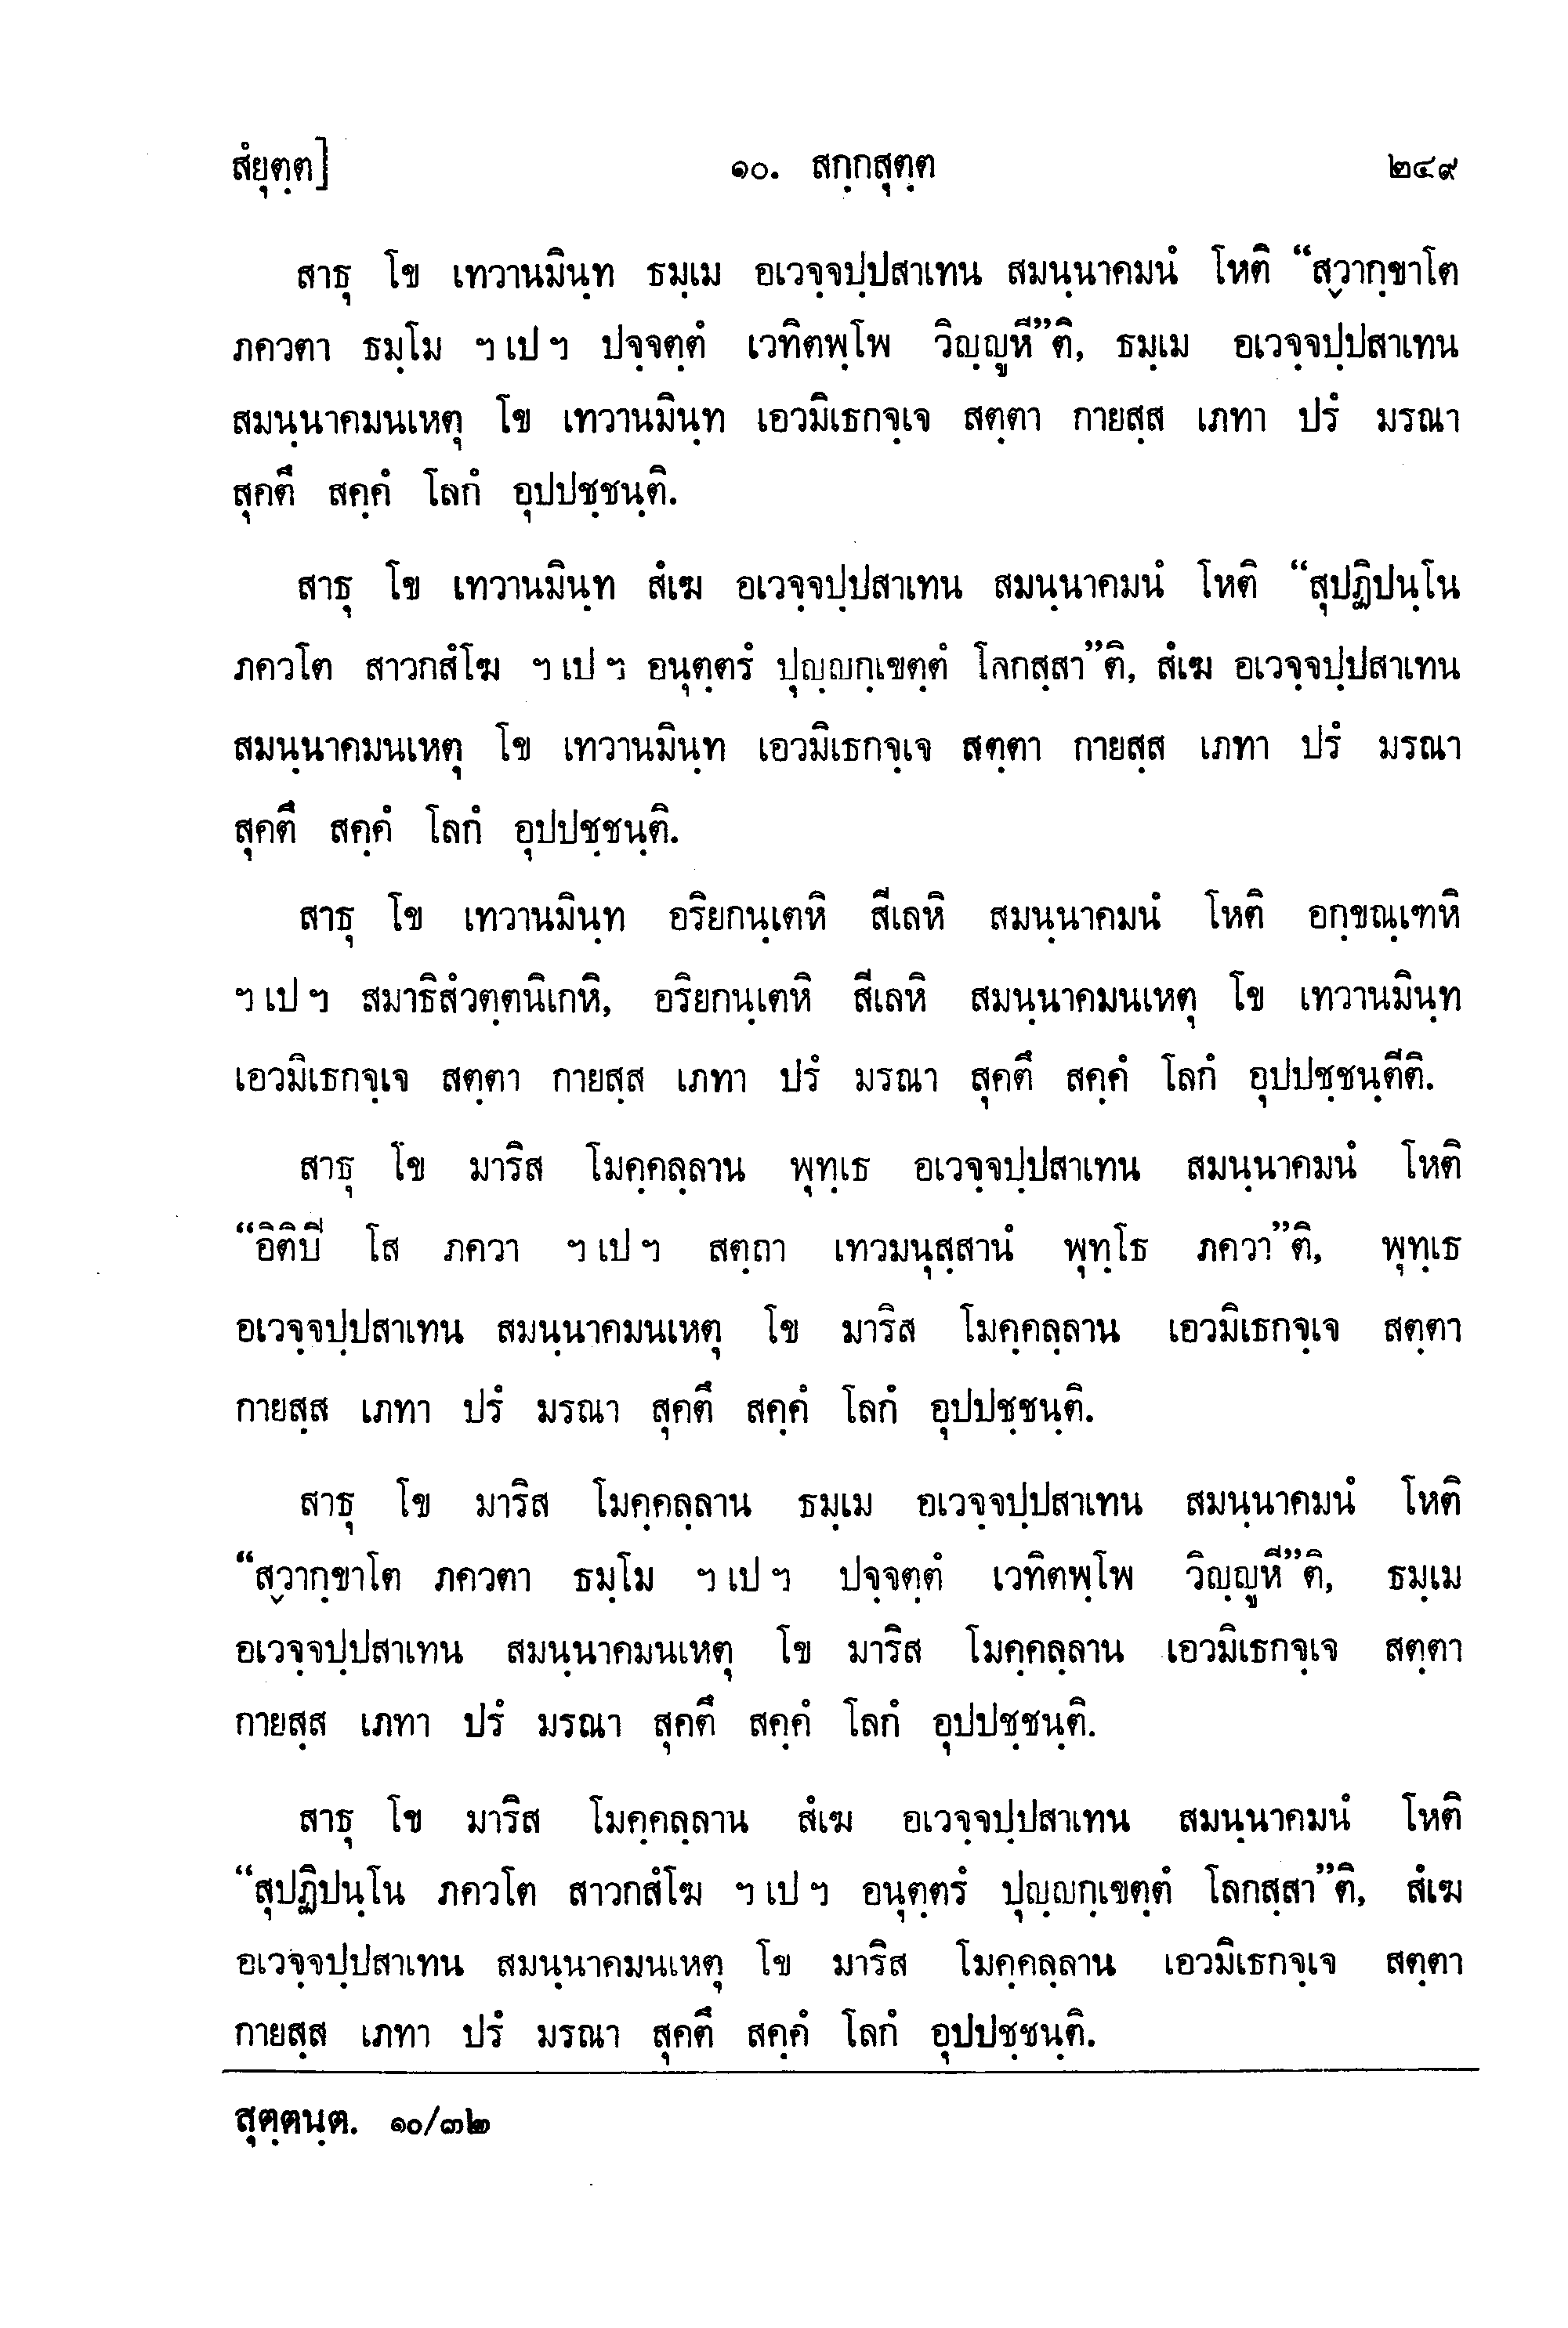 สํยุตฺต]	๑๐. สกฺกสุตฺต	๒๔๙
สาธุ โข เทวานมินฺท ธมฺเม อเวจฺจปฺปสาเทน สมนฺนาคมนํ โหติ “สฺวากฺขาโต
ภควตา ธมฺโม ฯ เป ฯ ปจฺจตฺตํ เวทิตพฺโพ วิญฺญูหี”ติ, ธมฺเม อเวจฺจปฺปสาเทน
สมนฺนาคมนเหตุ โข เทวานมินฺท เอวมิเธกจฺเจ สตฺตา กายสฺส เภทา ปรํ มรณา
สุคตึ สคฺคํ โลกํ อุปปชฺชนฺติ.
สาธุ โข เทวานมินฺท สํเฆ อเวจฺจปฺปสาเทน สมนฺนาคมนํ โหติ “สุปฏิปนฺโน
ภควโต สาวกสํโฆ ฯ เป ฯ อนุตฺตรํ ปุญฺญกฺเขตฺตํ โลกสฺสา”ติ, สํเฆ อเวจฺจปฺปสาเทน
สมนฺนาคมนเหตุ โข เทวานมินฺท เอวมิเธกจฺเจ สตฺตา กายสฺส เภทา ปรํ มรณา
สุคตึ สคฺคํ โลกํ อุปปชฺชนฺติ.
สาธุ โข เทวานมินฺท อริยกนฺเตหิ สีเลหิ สมนฺนาคมนํ โหติ อกฺขณฺเฑหิ
ฯ เป ฯ สมาธิสํวตฺตนิเกหิ, อริยกนฺเตหิ สีเลหิ สมนฺนาคมนเหตุ โข เทวานมินฺท
เอวมิเธกจฺเจ สตฺตา กายสฺส เภทา ปรํ มรณา สุคตึ สคฺคํ โลกํ อุปปชฺชนฺตีติ.
สาธุ โข มาริส โมคฺคลฺลาน พุทฺเธ อเวจฺจปฺปสาเทน สมนฺนาคมนํ โหติ
“อิติปิ โส ภควา ฯ เป ฯ สตฺถา เทวมนุสฺสานํ พุทฺโธ ภควา”ติ, พุทฺเธ
อเวจฺจปฺปสาเทน สมนฺนาคมนเหตุ โข มาริส โมคฺคลฺลาน เอวมิเธกจฺเจ สตฺตา
กายสฺส เภทา ปรํ มรณา สุคตึ สคฺคํ โลกํ อุปปชฺชนฺติ.
สาธุ โข มาริส โมคฺคลฺลาน ธมฺเม อเวจฺจปฺปสาเทน สมนฺนาคมนํ โหติ
“สฺวากฺขาโต ภควตา ธมฺโม ฯ เป ฯ ปจฺจตฺตํ เวทิตพฺโพ วิญฺญูหี”ติ, ธมฺเม
อเวจฺจปฺปสาเทน สมนฺนาคมนเหตุ โข มาริส โมคฺคลฺลาน เอวมิเธกจฺเจ สตฺตา
กายสฺส เภทา ปรํ มรณา สุคตึ สคฺคํ โลกํ อุปปชฺชนฺติ.
สาธุ โข มาริส โมคฺคลฺลาน สํเฆ อเวจฺจปฺปสาเทน สมนฺนาคมนํ โหติ
“สุปฏิปนฺโน ภควโต สาวกสํโฆ ฯ เป ฯ อนุตฺตรํ ปุญฺญกฺเขตฺตํ โลกสฺสา”ติ, สํเฆ
อเวจฺจปฺปสาเทน สมนฺนาคมนเหตุ โข มาริส โมคฺคลฺลาน เอวมิเธกจฺเจ สตฺตา
กายสฺส เภทา ปรํ มรณา สุคตึ สคฺคํ โลกํ อุปปชฺชนฺติ.
สุตฺตนฺต. ๑๐/๓๒